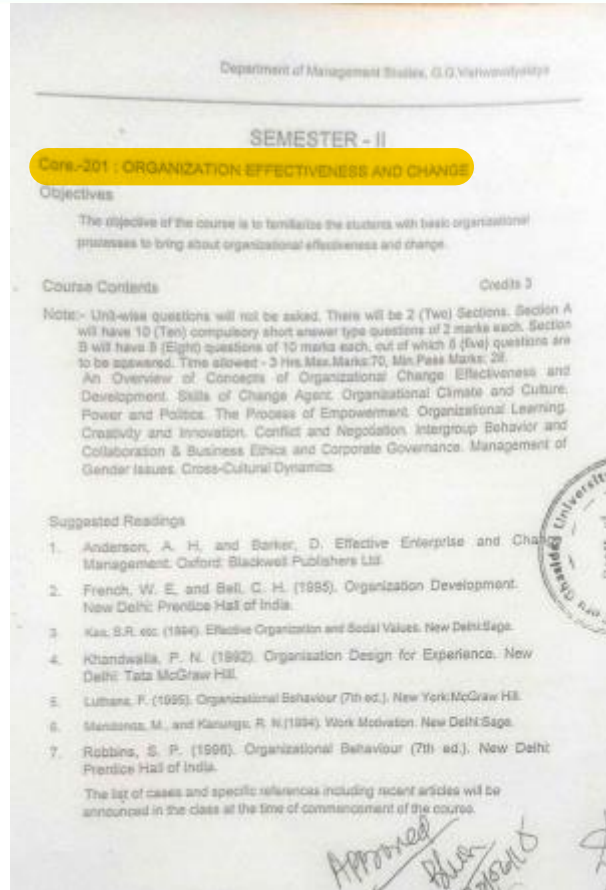 Department of Management Studies, G.G.Vishwavidyalaya
SEMESTER - II
Core.-201 : ORGANIZATION EFFECTIVENESS AND CHANGE
Objectives
The objective of the course is to familiarize the students with basic organizational
processes to bring about organizational effectiveness and change.
Course Contents Credits 3
Note:- Unit-wise questions will not be asked. There will be 2 (Two) Sections. Section A
will have 10 (Ten) compulsory short answer type questions of 2 marks each. Section
B will have 8 (Eight) questions of 10 marks each, out of which 5 (five) questions are
to be answered. Time allowed - 3 Hrs.Max.Marks:70, Min.Pass Marks: 28.
An Overview of Concepts of Organizational Change Effectiveness and
Development. Skills of Change Agent. Organizational Climate and Culture.
Power and Politics. The Process of Empowerment. Organizational Learning.
Creativity and Innovation. Conflict and Negotiation. Intergroup Behavior and
Collaboration & Business Ethics and Corporate Governance. Management of
Gender Issues. Cross-Cultural Dynamics.
Suggested Readings
1. Anderson, A. H, and Barker, D. Effective Enterprise and Change
Management. Oxford: Blackwell Publishers Ltd.
2. French, W. E, and Bell, C. H. (1995). Organization Development.
New Delhi: Prentice Hall of India.
3. Kao, S.R. etc. (1994). Effective Organization and Social Values. New Delhi:Sage.
4. Khandwalla, P. N. (1992). Organisation Design for Experience. New
Delhi: Tata McGraw Hill.
5. Luthans, F. (1995). Organizational Behaviour (7th ed.). New York:McGraw Hill.
6. Mendonca, M., and Kanungo, R. N.(1994). Work Motivation. New Delhi:Sage.
7. Robbins, S. P. (1996). Organizational Behaviour (7th ed.). New Delhi:
Prentice Hall of India.
The list of cases and specific references including recent articles will be
announced in the class at the time of commencement of the course.
Approved